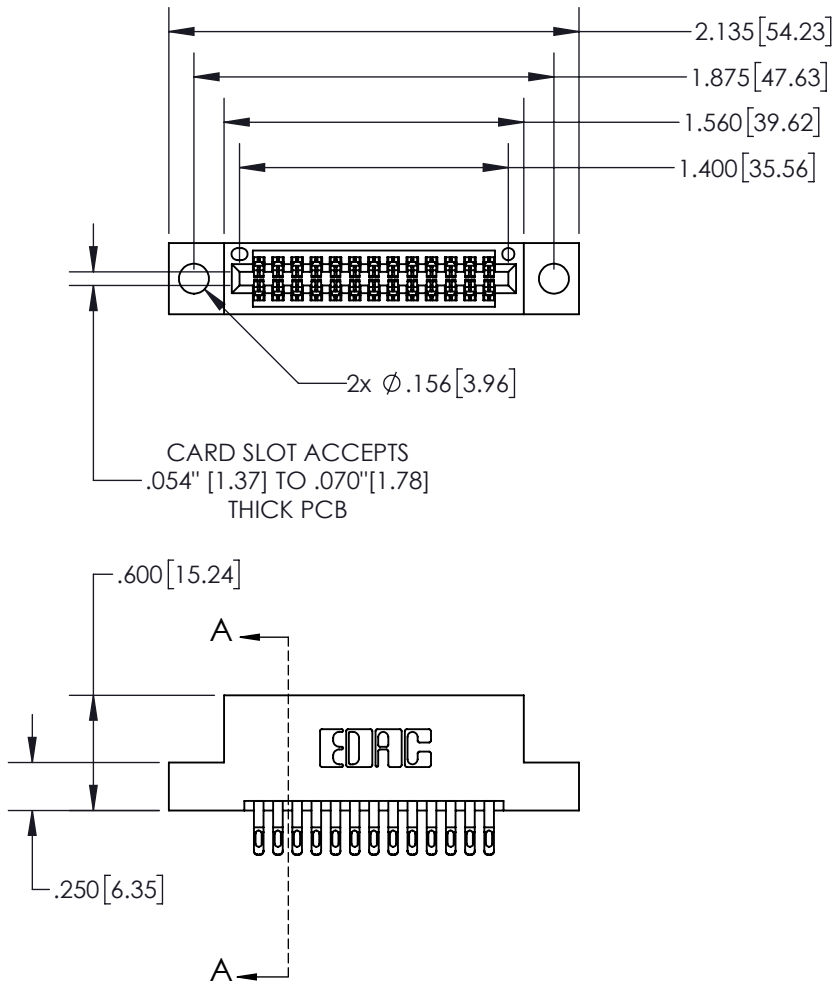 2.135[54.23]
1.875[47.63]
1.560[39.62]
1.400[35.56]
2x Ø.156[3.96]
CARD SLOT ACCEPTS
.054" [1.37] TO .070"[1.78]
THICK PCB
.600[15.24]
A
EDAC
.250[6.35]
A